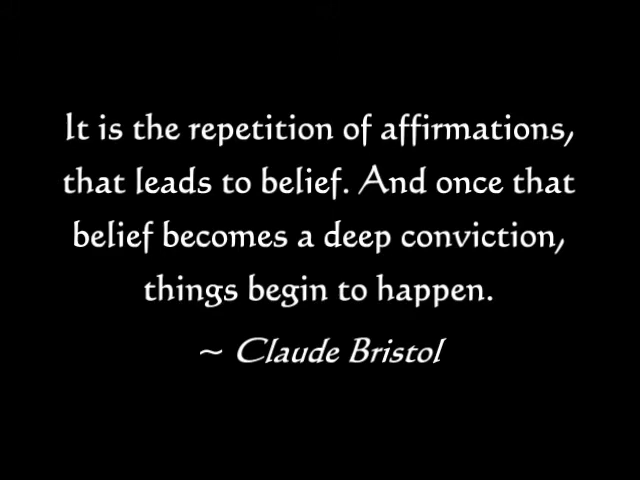 It is the repetition of affirmations,
that leads to belief. And once that
belief becomes a deep conviction,
things begin to happen.
~ Claude Bristol